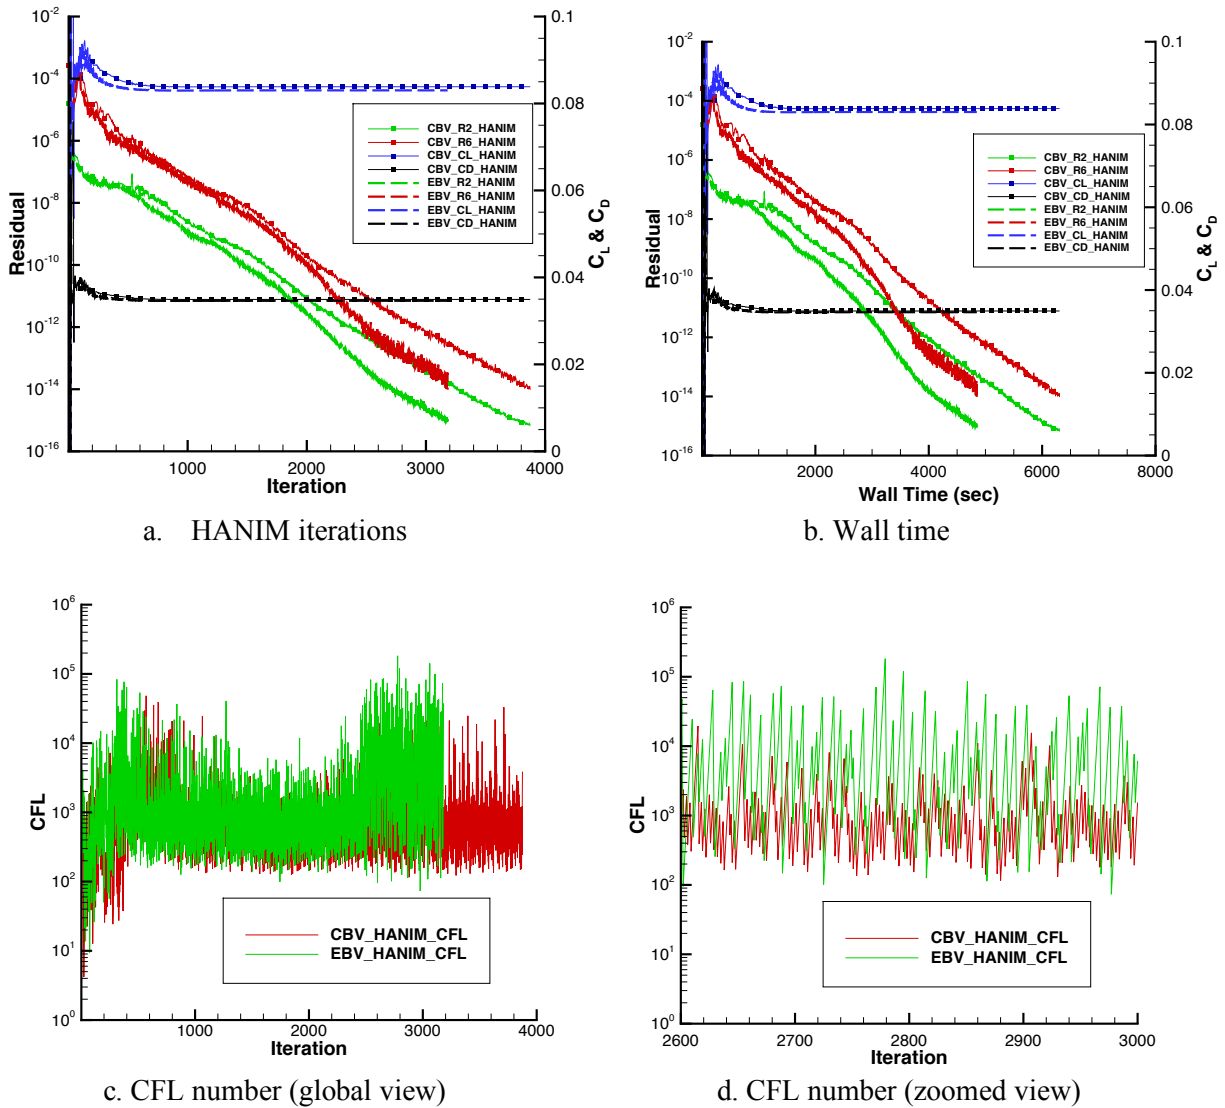 10-2
10-4
10-6
10-8
10-10
10-12
10-14
10-16
Residual
0.1
0.08
0.06
0.04
0.02
0
CL & CD
CBV_R2_HANIM
CBV_R6_HANIM
CBV_CL_HANIM
CBV_CD_HANIM
EBV_R2_HANIM
EBV_R6_HANIM
EBV_CL_HANIM
EBV_CD_HANIM
1000 2000 3000 4000
Iteration
a. HANIM iterations
10-2
10-4
10-6
10-8
10-10
10-12
10-14
10-16
Residual
0.1
0.08
0.06
0.04
0.02
0
CL & CD
CBV_R2_HANIM
CBV_R6_HANIM
CBV_CL_HANIM
CBV_CD_HANIM
EBV_R2_HANIM
EBV_R6_HANIM
EBV_CL_HANIM
EBV_CD_HANIM
2000 4000 6000 8000
Wall Time (sec)
b. Wall time
106
105
104
103
102
101
100
CFL
CBV_HANIM_CFL
EBV_HANIM_CFL
1000 2000 3000 4000
Iteration
c. CFL number (global view)
106
105
104
103
102
101
100
CFL
CBV_HANIM_CFL
EBV_HANIM_CFL
2600 2700 2800 2900 3000
Iteration
d. CFL number (zoomed view)